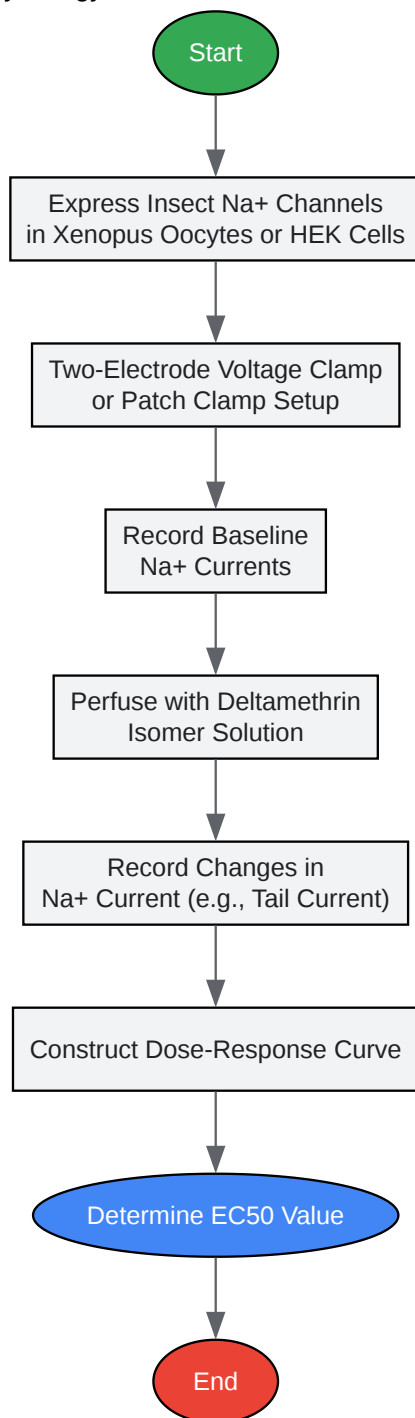 Start
Express Insect Na+ Channels
in Xenopus Oocytes or HEK Cells
Two-Electrode Voltage Clamp
or Patch Clamp Setup
Record Baseline
Na+ Currents
Perfuse with Deltamethrin
Isomer Solution
Record Changes in
Na+ Current (e.g., Tail Current)
Construct Dose-Response Curve
Determine EC50 Value
End